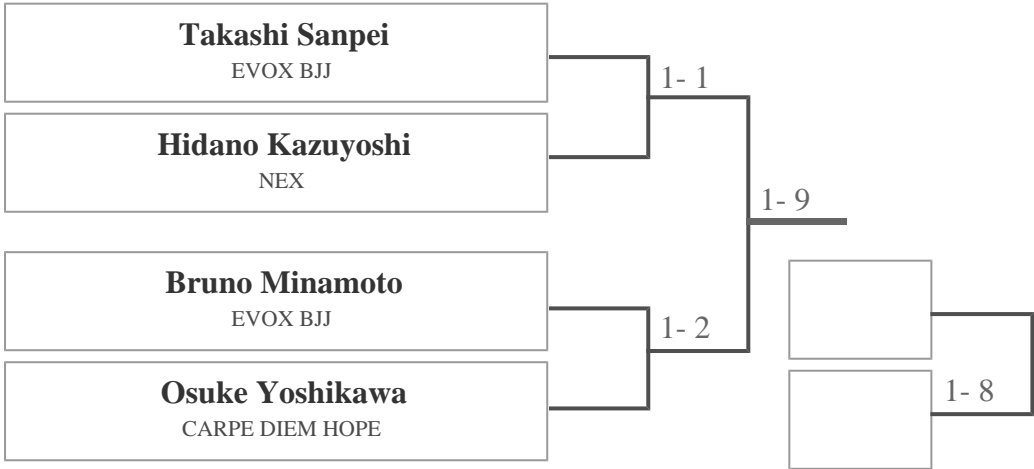 Takashi Sanpei
EVOX BJJ
1- 1
Hidano Kazuyoshi
NEX
1- 9
Bruno Minamoto
EVOX BJJ
1- 2
Osuke Yoshikawa
CARPE DIEM HOPE
1- 8